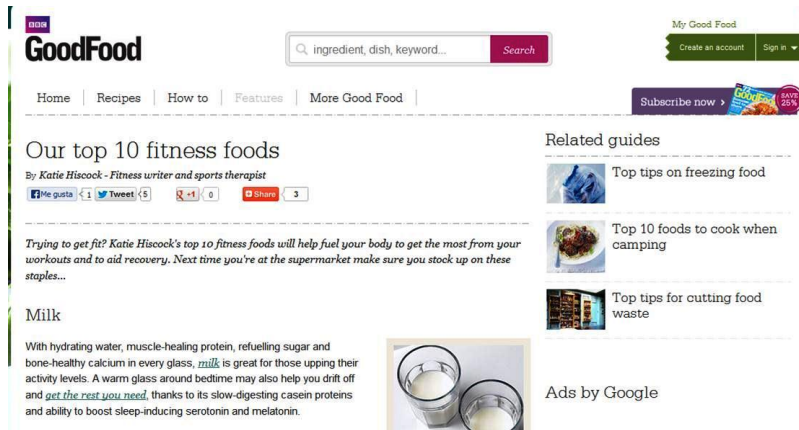 BBC
GoodFood
ingredient, dish, keyword...
Search
My Good Food
Create an account
Sign in
Home
Recipes
How to
Features
More Good Food
Subscribe now ›
GoodFood
SAVE
25%
Our top 10 fitness foods
By Katie Hiscock - Fitness writer and sports therapist
Me gusta 1
Tweet 5
+1 0
Share 3
Trying to get fit? Katie Hiscock's top 10 fitness foods will help fuel your body to get the most from your
workouts and to aid recovery. Next time you're at the supermarket make sure you stock up on these
staples...
Milk
With hydrating water, muscle-healing protein, refuelling sugar and
bone-healthy calcium in every glass, milk is great for those upping their
activity levels. A warm glass around bedtime may also help you drift off
and get the rest you need, thanks to its slow-digesting casein proteins
and ability to boost sleep-inducing serotonin and melatonin.
Related guides
Top tips on freezing food
Top 10 foods to cook when
camping
Top tips for cutting food
waste
Ads by Google